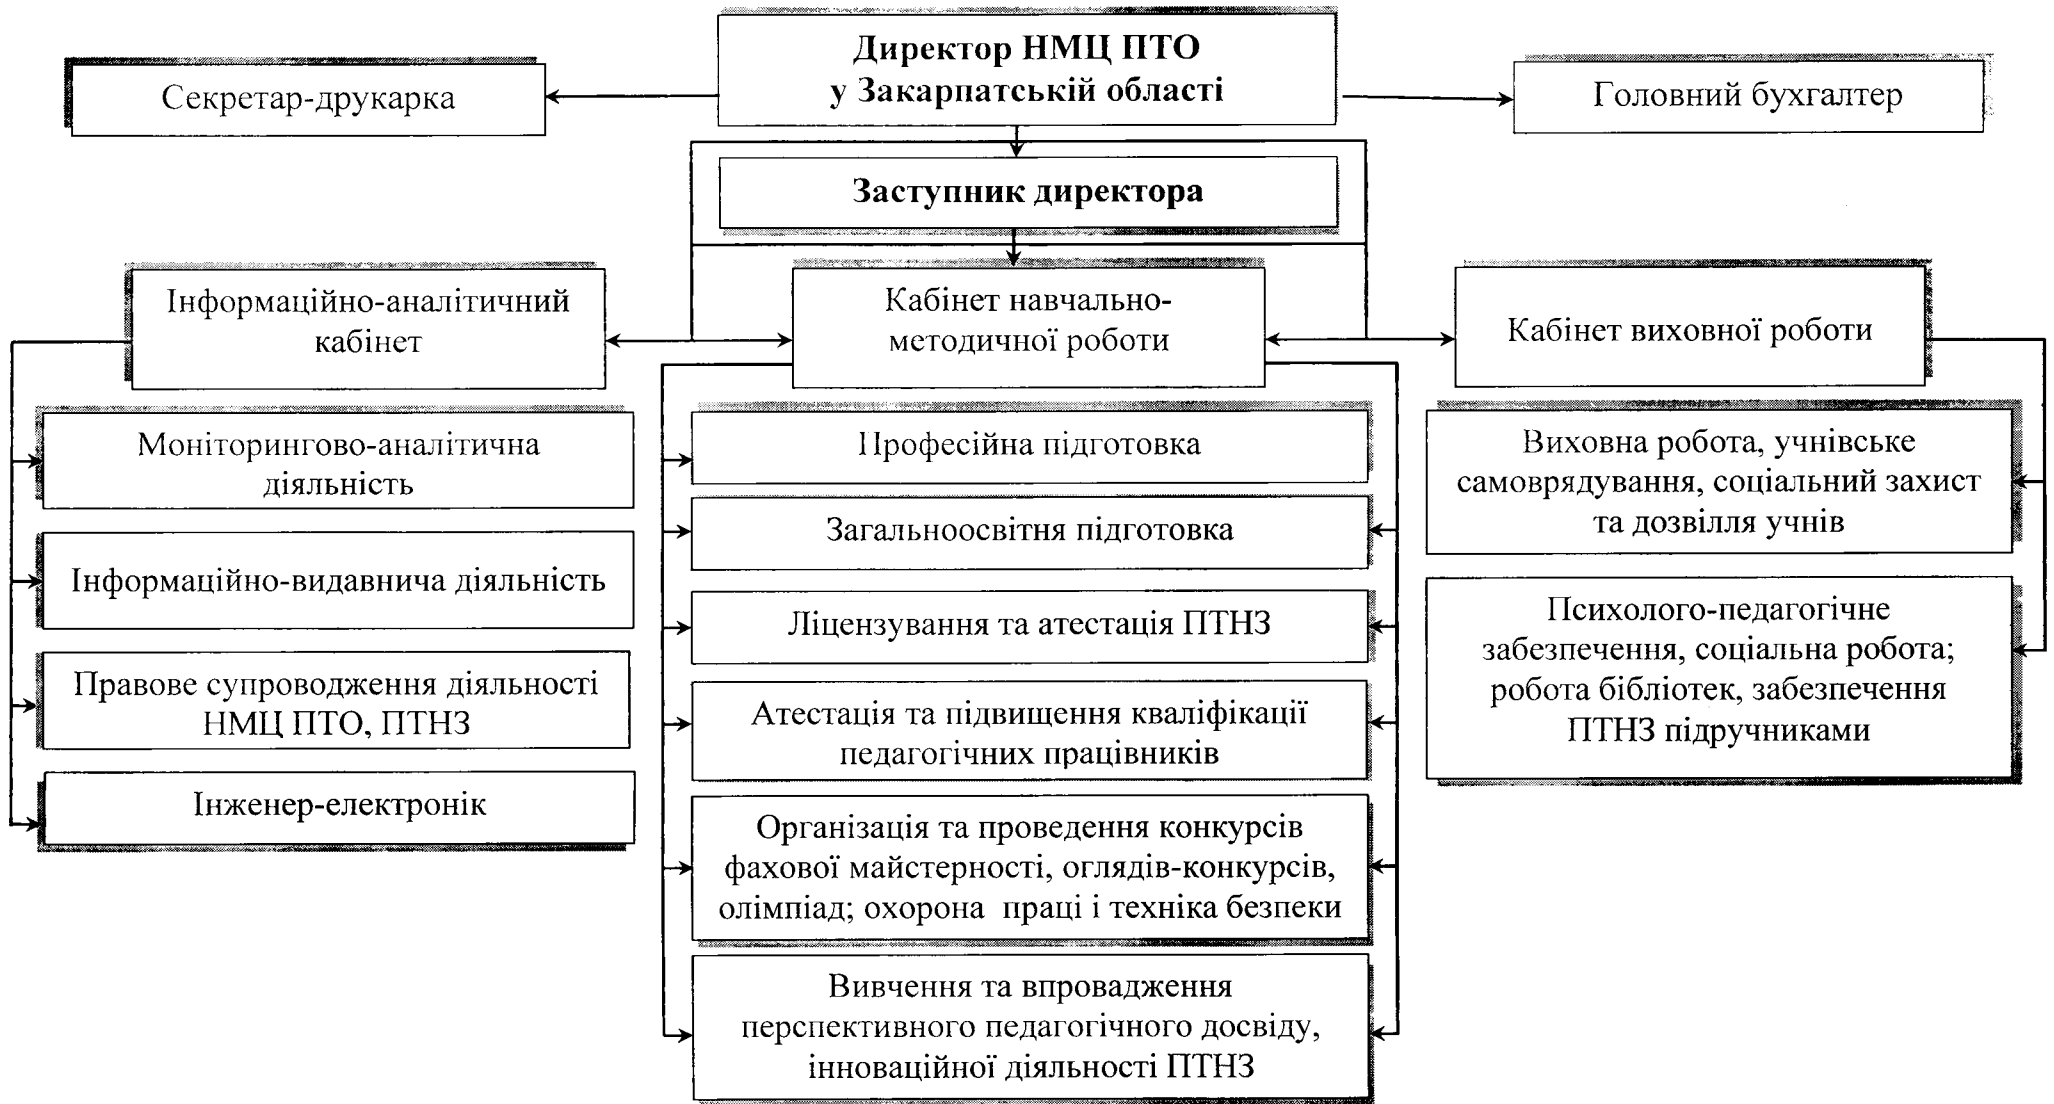 Директор НМЦ ПТО
у Закарпатській області
Секретар-друкарка
Головний бухгалтер
Заступник директора
Інформаційно-аналітичний
кабінет
Кабінет навчально-
методичної роботи
Кабінет виховної роботи
Моніторингово-аналітична
діяльність
Інформаційно-видавнича діяльність
Правове супроводження діяльності
НМЦ ПТО, ПТНЗ
Інженер-електронік
Професійна підготовка
Загальноосвітня підготовка
Ліцензування та атестація ПТНЗ
Атестація та підвищення кваліфікації
педагогічних працівників
Організація та проведення конкурсів
фахової майстерності, оглядів-конкурсів,
олімпіад; охорона праці і техніка безпеки
Вивчення та впровадження
перспективного педагогічного досвіду,
інноваційної діяльності ПТНЗ
Виховна робота, учнівське
самоврядування, соціальний захист
та дозвілля учнів
Психолого-педагогічне
забезпечення, соціальна робота;
робота бібліотек, забезпечення
ПТНЗ підручниками